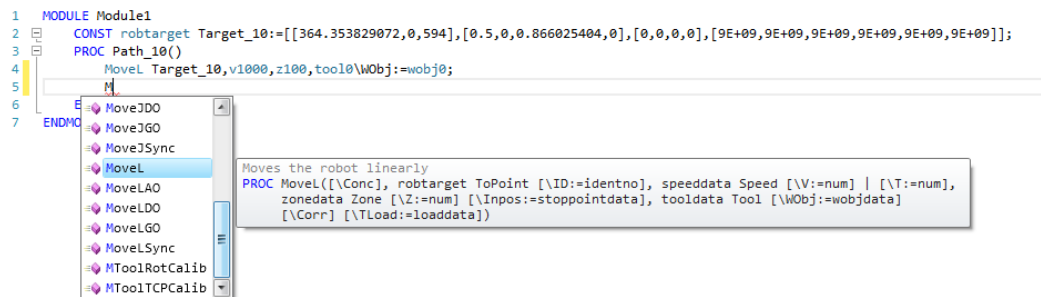 1 MODULE Module1
2 CONST robtarget Target_10:=[[364.353829072,0,594],[0.5,0,0.866025404,0],[0,0,0,0],[9E+09,9E+09,9E+09,9E+09,9E+09,9E+09]];
3 PROC Path_10()
4 MoveL Target_10,v1000,z100,tool0\WObj:=wobj0;
5 M
6 E
7 ENDMO
MoveJDO
MoveJGO
MoveJSync
MoveL
MoveLAO
MoveLDO
MoveLGO
MoveLSync
MToolRotCalib
MToolTCPCalib
Moves the robot linearly
PROC MoveL([\Conc], robtarget ToPoint [\ID:=identno], speeddata Speed [\V:=num] | [\T:=num],
zonedata Zone [\Z:=num] [\Inpos:=stoppointdata], tooldata Tool [\WObj:=wobjdata]
[\Corr] [\TLoad:=loaddata])